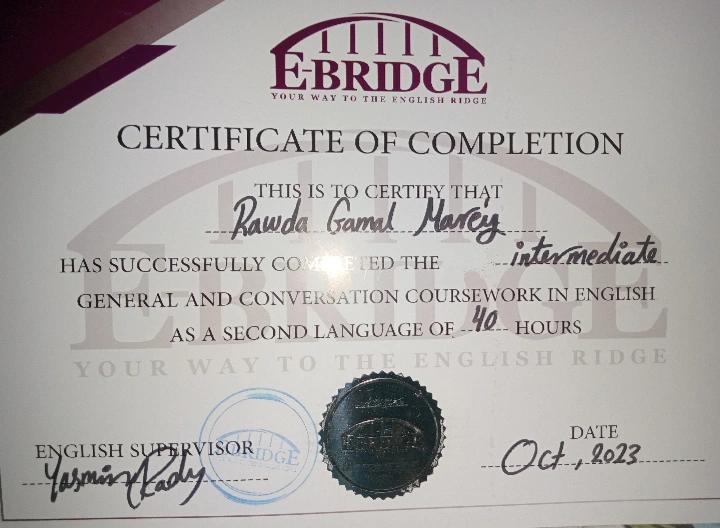 E-BRIDGE
YOUR WAY TO THE ENGLISH RIDGE
CERTIFICATE OF COMPLETION
THIS IS TO CERTIFY THAT
Rawda Gamal Marey
HAS SUCCESSFULLY COMPLETED THE intermediate
GENERAL AND CONVERSATION COURSEWORK IN ENGLISH
AS A SECOND LANGUAGE OF 40 HOURS
E-BRIDGE
YOUR WAY TO THE ENGLISH RIDGE
ENGLISH SUPERVISOR
Yasmin Rady
DATE
Oct, 2023